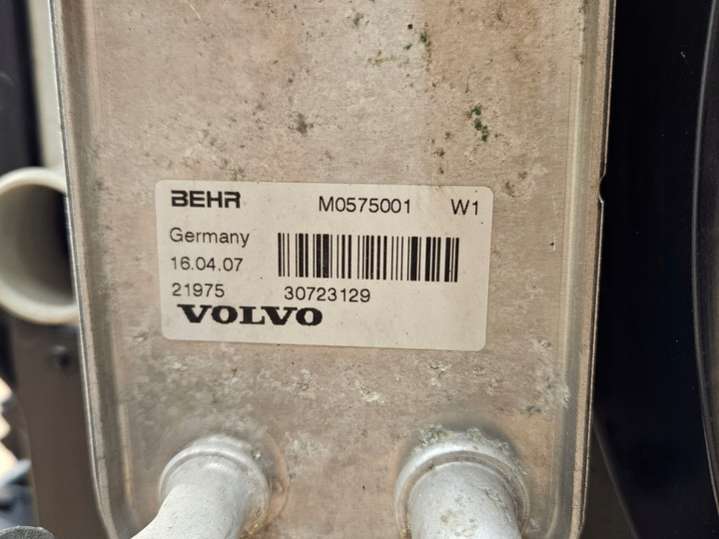 BEHR M0575001 W1
Germany
16.04.07
21975 30723129
VOLVO